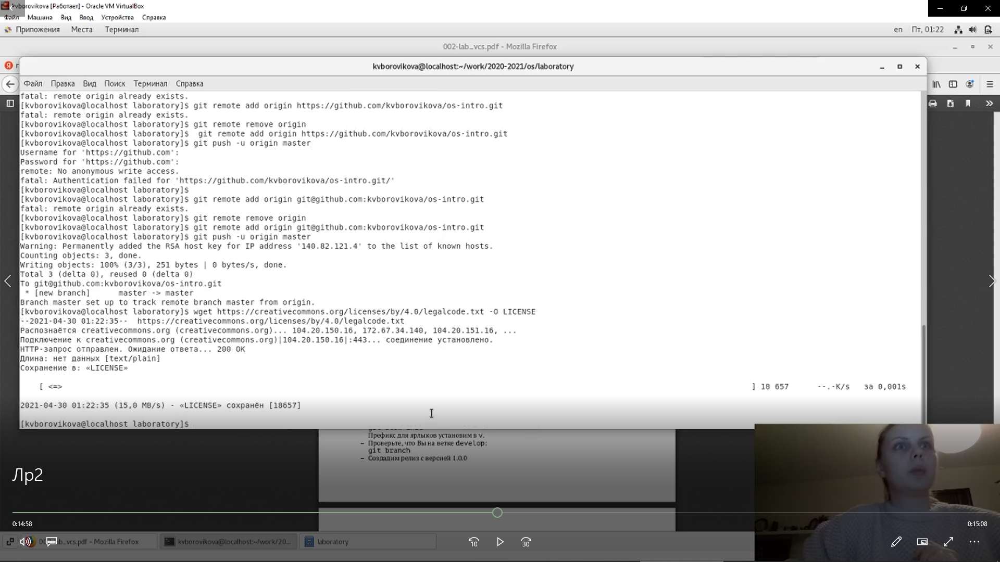 kvborovikova [Работает] - Oracle VM VirtualBox
Файл Машина Вид Ввод Устройства Справка
Приложения Места Терминал en Пт, 01:22
002-lab_vcs.pdf - Mozilla Firefox
kvborovikova@localhost:~/work/2020-2021/os/laboratory
Файл Правка Вид Поиск Терминал Справка
fatal: remote origin already exists.
[kvborovikova@localhost laboratory]$ git remote add origin https://github.com/kvborovikova/os-intro.git
fatal: remote origin already exists.
[kvborovikova@localhost laboratory]$ git remote remove origin
[kvborovikova@localhost laboratory]$  git remote add origin https://github.com/kvborovikova/os-intro.git
[kvborovikova@localhost laboratory]$ git push -u origin master
Username for 'https://github.com':
Password for 'https://github.com':
remote: No anonymous write access.
fatal: Authentication failed for 'https://github.com/kvborovikova/os-intro.git/'
[kvborovikova@localhost laboratory]$
[kvborovikova@localhost laboratory]$ git remote add origin git@github.com:kvborovikova/os-intro.git
fatal: remote origin already exists.
[kvborovikova@localhost laboratory]$ git remote remove origin
[kvborovikova@localhost laboratory]$ git remote add origin git@github.com:kvborovikova/os-intro.git
[kvborovikova@localhost laboratory]$ git push -u origin master
Warning: Permanently added the RSA host key for IP address '140.82.121.4' to the list of known hosts.
Counting objects: 3, done.
Writing objects: 100% (3/3), 251 bytes | 0 bytes/s, done.
Total 3 (delta 0), reused 0 (delta 0)
To git@github.com:kvborovikova/os-intro.git
 * [new branch]      master -> master
Branch master set up to track remote branch master from origin.
[kvborovikova@localhost laboratory]$ wget https://creativecommons.org/licenses/by/4.0/legalcode.txt -O LICENSE
--2021-04-30 01:22:35--  https://creativecommons.org/licenses/by/4.0/legalcode.txt
Распознаётся creativecommons.org (creativecommons.org)... 104.20.150.16, 172.67.34.140, 104.20.151.16, ...
Подключение к creativecommons.org (creativecommons.org)|104.20.150.16|:443... соединение установлено.
HTTP-запрос отправлен. Ожидание ответа... 200 OK
Длина: нет данных [text/plain]
Сохранение в: «LICENSE»
[ <=> ] 18 657 --.-K/s за 0,001s
2021-04-30 01:22:35 (15,0 MB/s) - «LICENSE» сохранён [18657]
[kvborovikova@localhost laboratory]$
Префикс для ярлыков установим в v.
– Проверьте, что Вы на ветке develop:
git branch
– Создадим релиз с версией 1.0.0
Лр2
0:14:58 0:15:08
b_vcs.pdf - Mozilla Firefox kvborovikova@localhost:~/work/20... laboratory
10 30